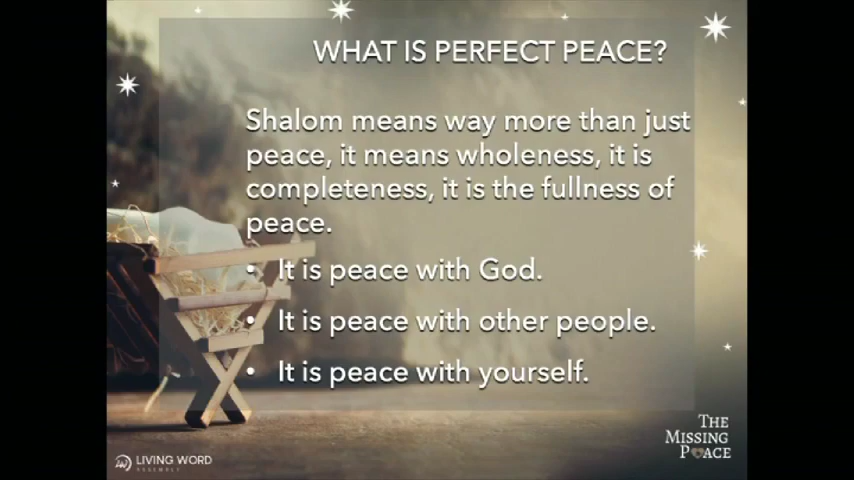 WHAT IS PERFECT PEACE?
Shalom means way more than just
peace, it means wholeness, it is
completeness, it is the fullness of
peace.
• It is peace with God.
• It is peace with other people.
• It is peace with yourself.
THE
MISSING
PEACE
LIVING WORD
ASSEMBLY